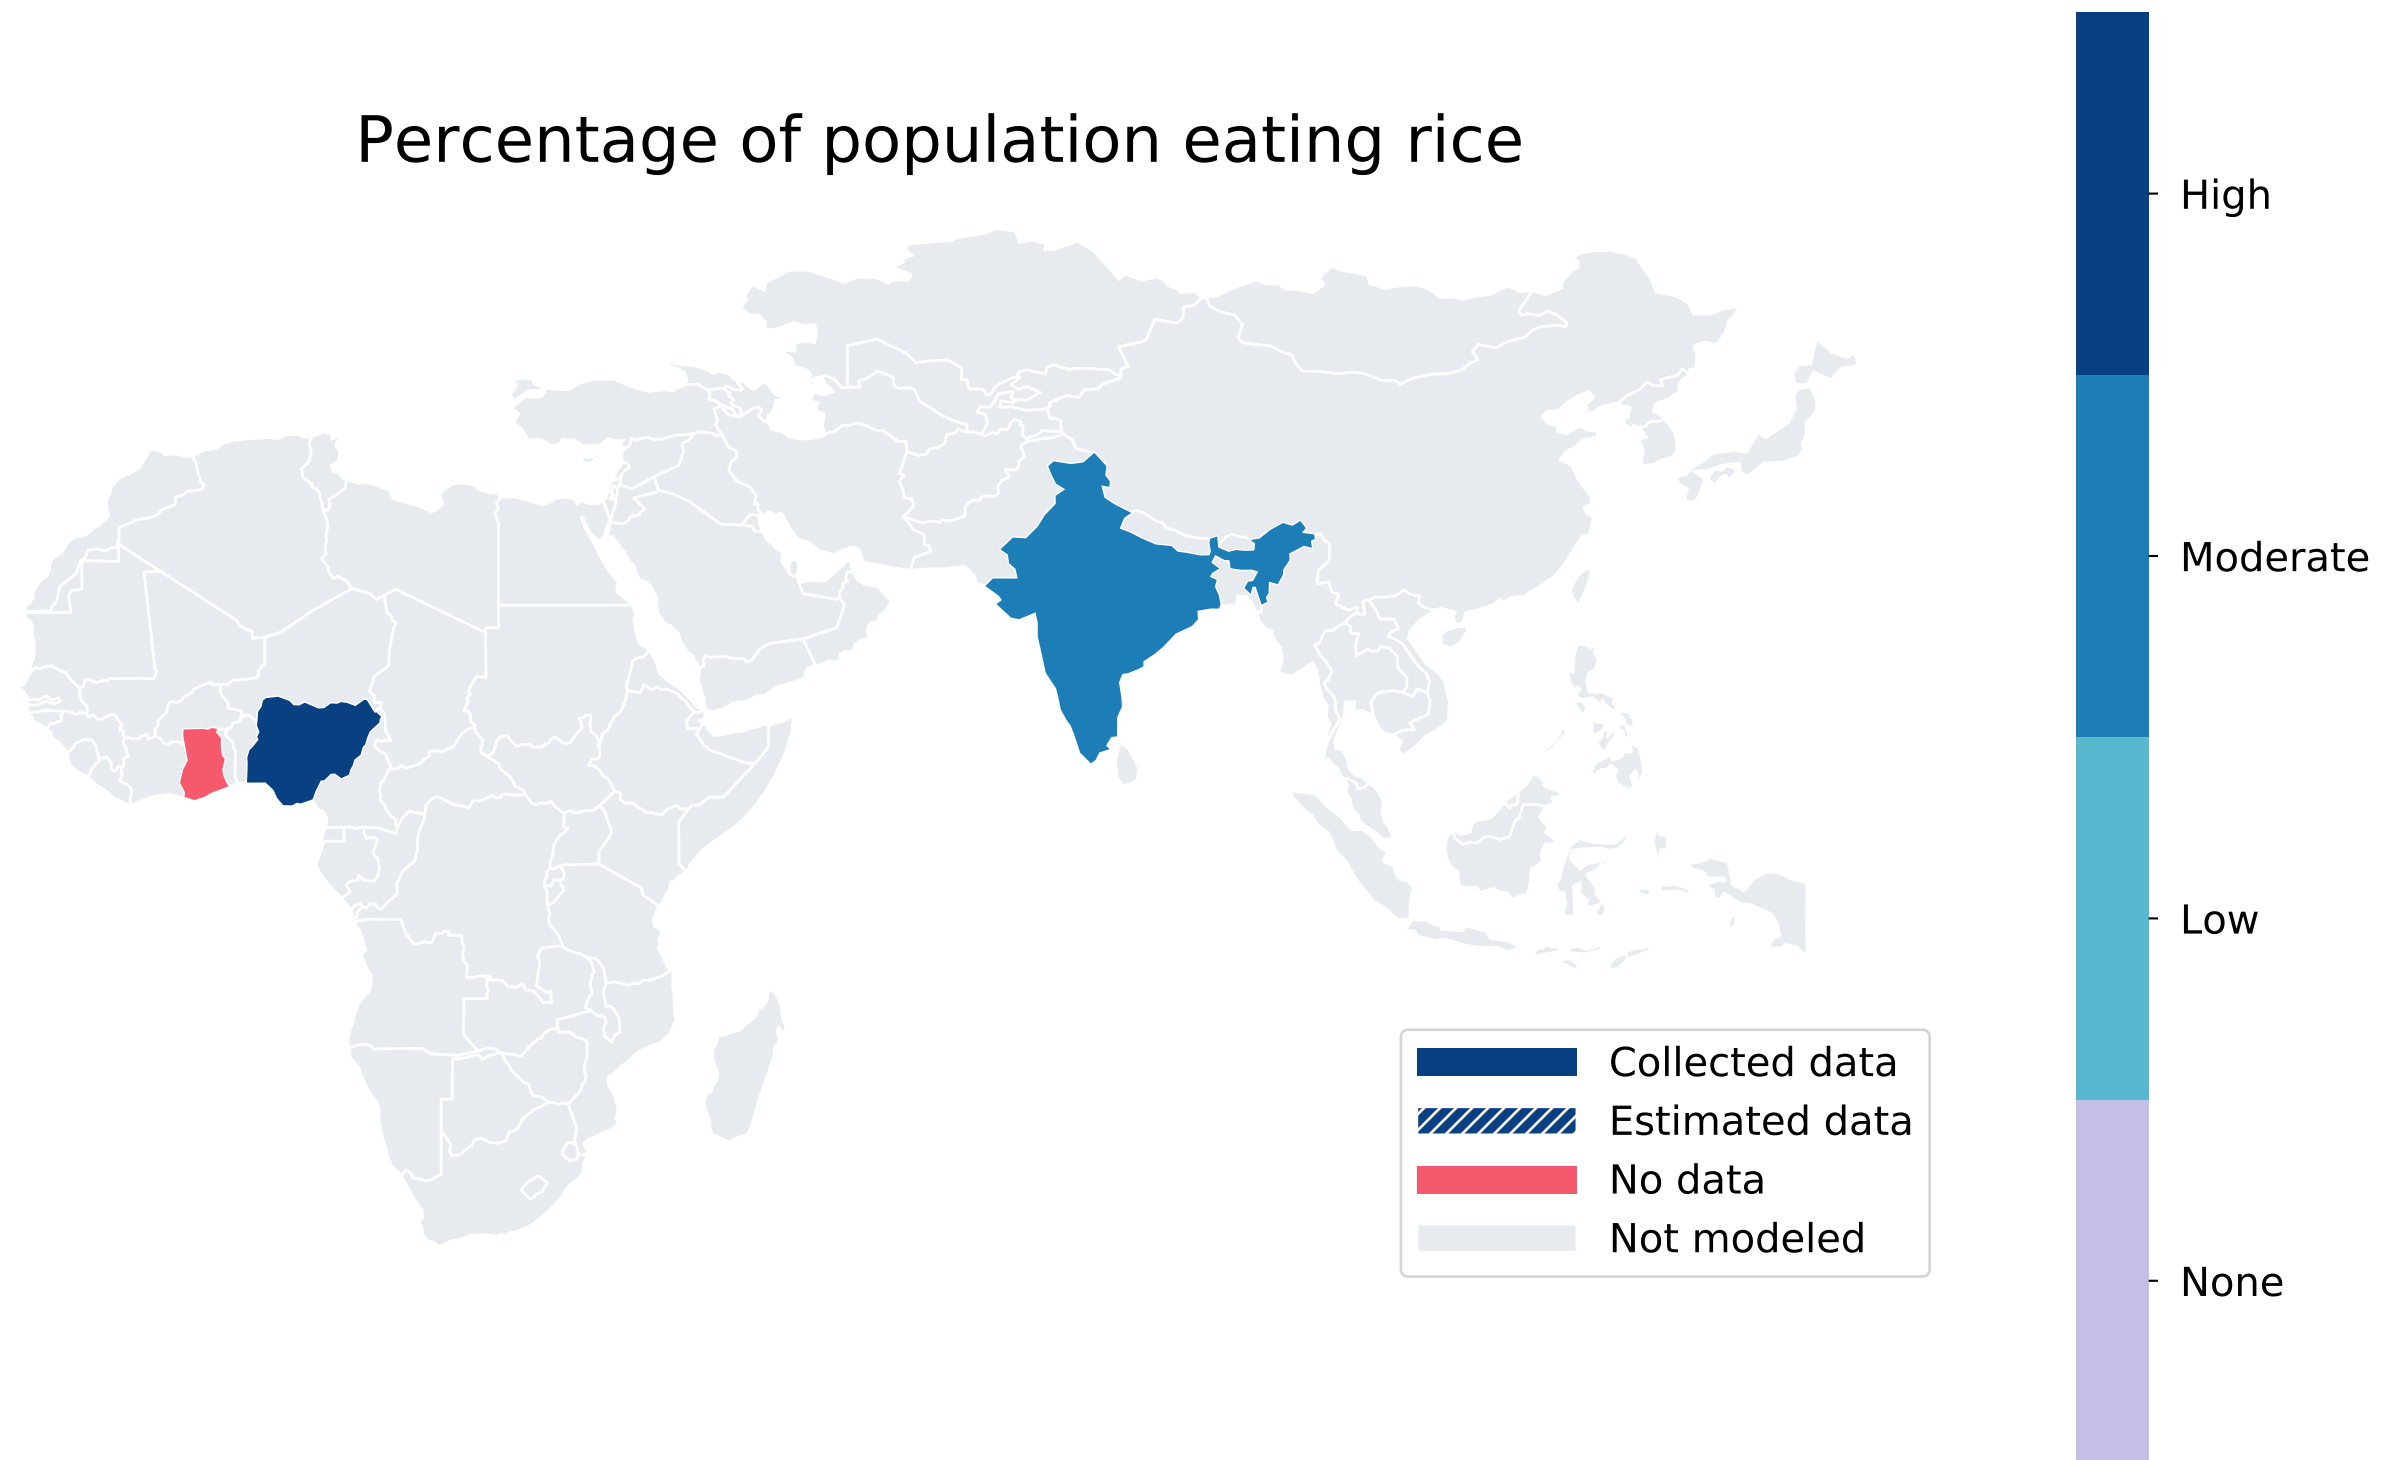 Percentage of population eating rice
High
Moderate
Low
None
Collected data
Estimated data
No data
Not modeled